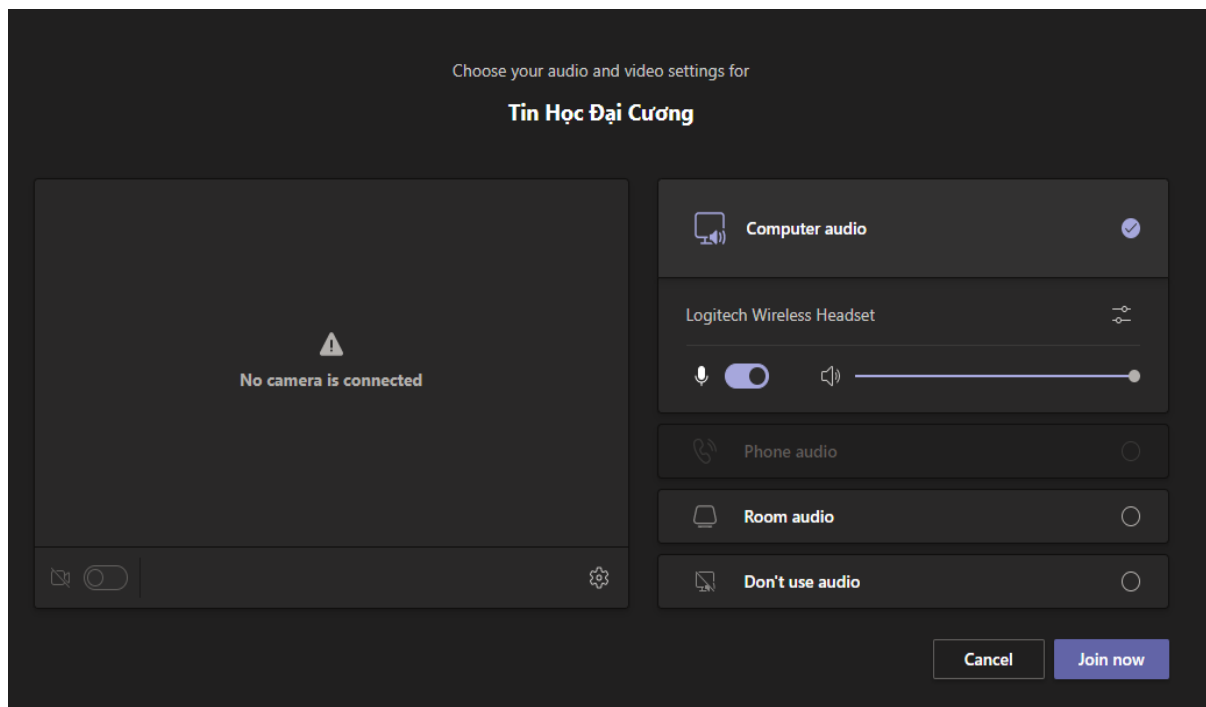 Choose your audio and video settings for
Tin Học Đại Cương
No camera is connected
Computer audio
Logitech Wireless Headset
Phone audio
Room audio
Don't use audio
Cancel
Join now